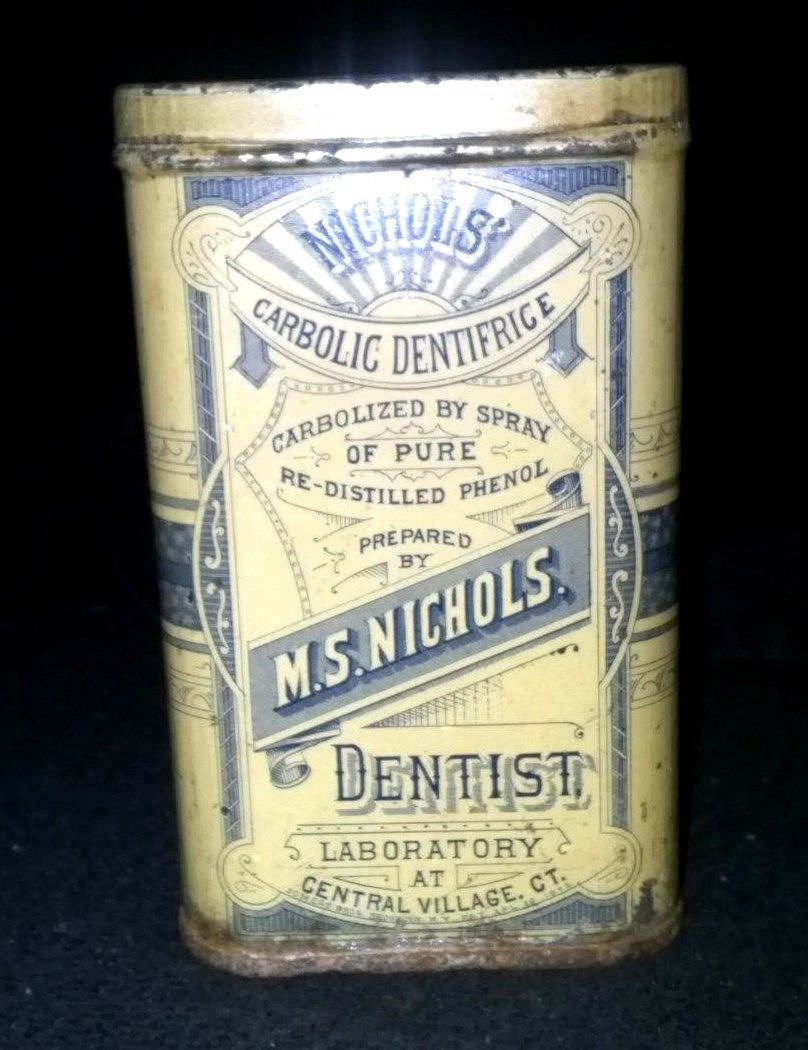 NICHOLS'
CARBOLIC DENTIFRICE
CARBOLIZED BY SPRAY
OF PURE
RE-DISTILLED PHENOL
PREPARED
BY
M.S. NICHOLS.
DENTIST.
LABORATORY
AT
CENTRAL VILLAGE, CT.